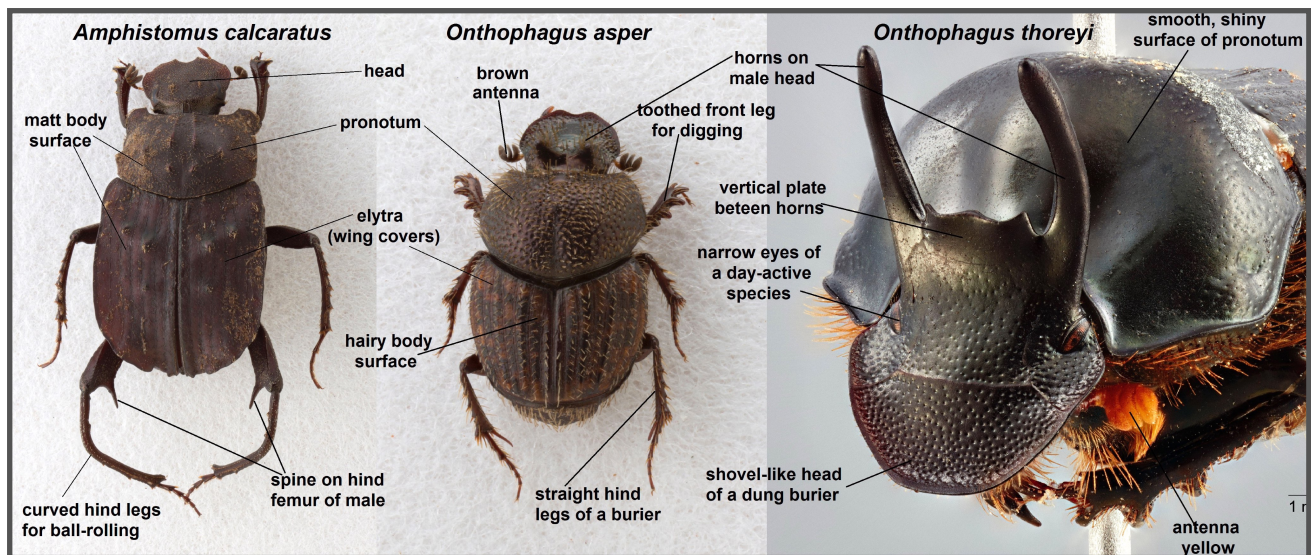 Amphistomus calcaratus
head
matt body
surface
pronotum
elytra
(wing covers)
spine on hind
femur of male
curved hind legs
for ball-rolling
Onthophagus asper
brown
antenna
toothed front leg
for digging
hairy body
surface
straight hind
legs of a burier
Onthophagus thoreyi
horns on
male head
smooth, shiny
surface of pronotum
vertical plate
beteen horns
narrow eyes of
a day-active
species
shovel-like head
of a dung burier
antenna
yellow
1